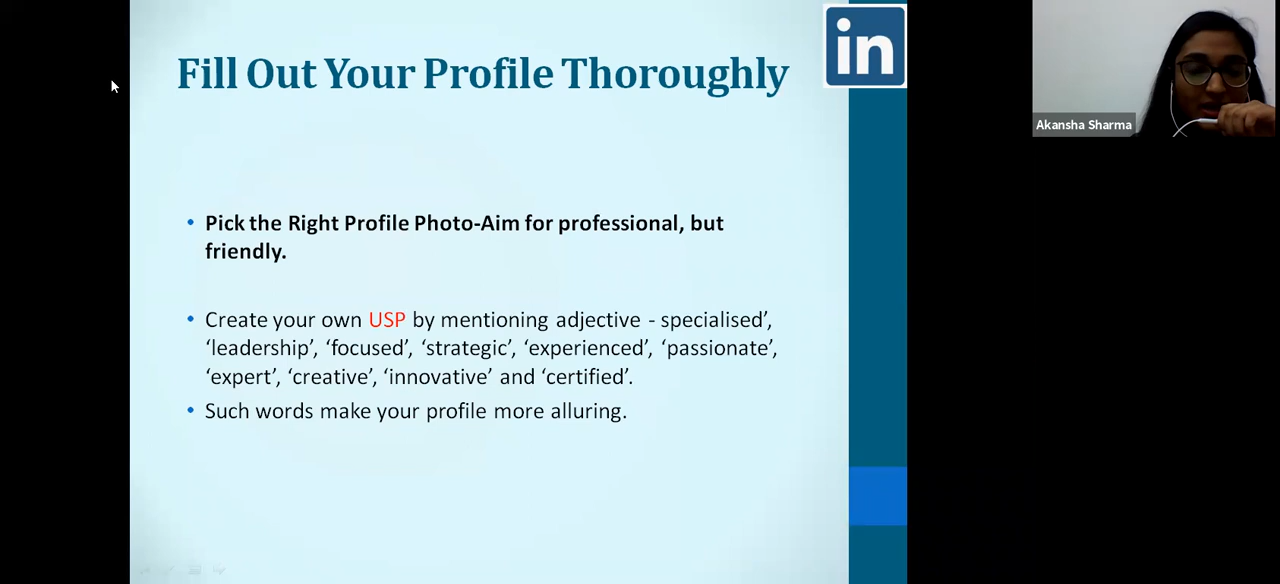 Fill Out Your Profile Thoroughly
in
Akansha Sharma
• Pick the Right Profile Photo-Aim for professional, but
friendly.
• Create your own USP by mentioning adjective - specialised’,
‘leadership’, ‘focused’, ‘strategic’, ‘experienced’, ‘passionate’,
‘expert’, ‘creative’, ‘innovative’ and ‘certified’.
• Such words make your profile more alluring.